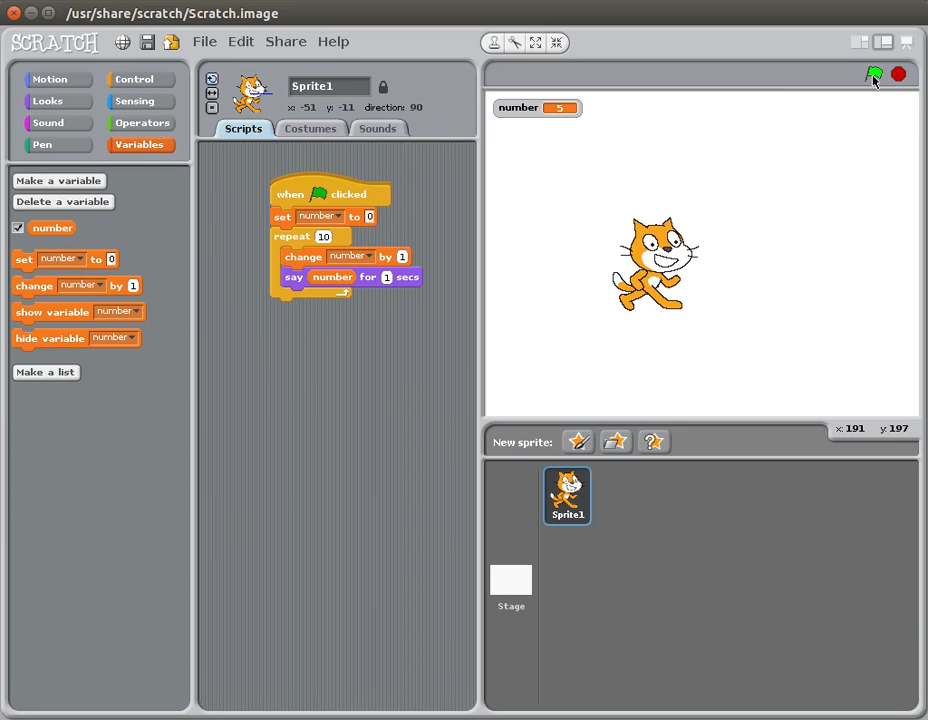 /usr/share/scratch/Scratch.image
SCRATCH File Edit Share Help
Motion Control
Looks Sensing
Sound Operators
Pen Variables
Make a variable
Delete a variable
number
set number to 0
change number by 1
show variable number
hide variable number
Make a list
Sprite1
x: -51 y: -11 direction: 90
Scripts Costumes Sounds
when clicked
set number to 0
repeat 10
change number by 1
say number for 1 secs
number 5
x: 191 y: 197
New sprite:
Sprite1
Stage